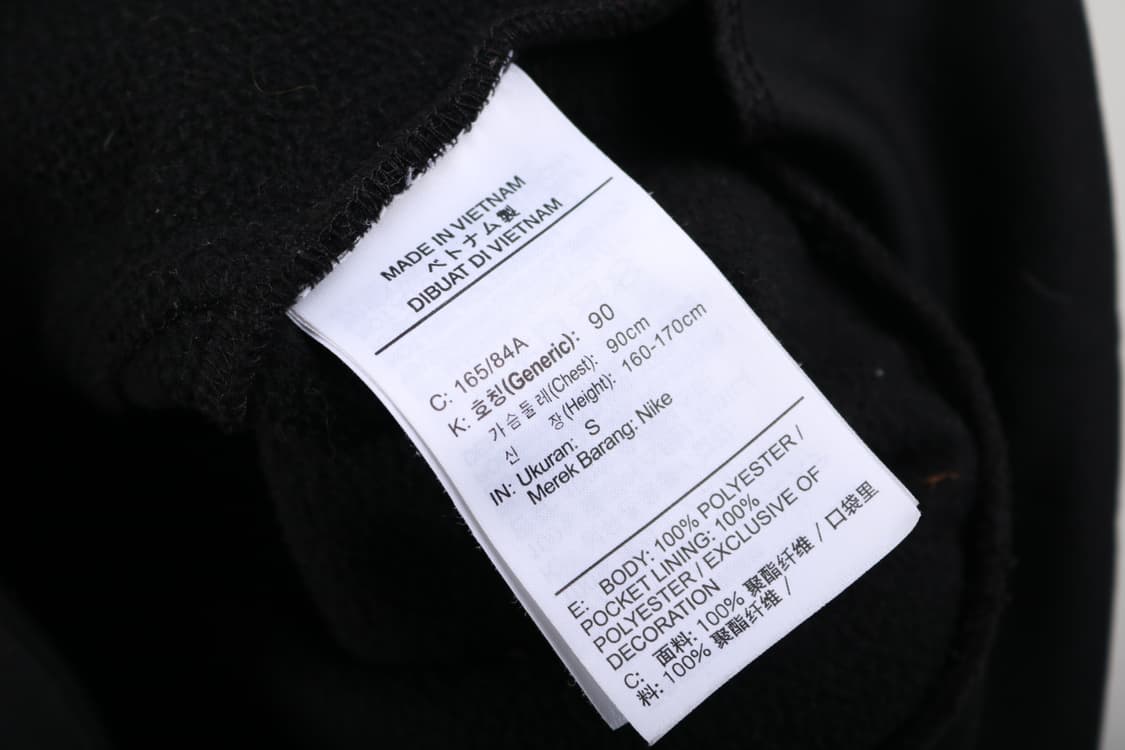 MADE IN VIETNAM
ベトナム製
DIBUAT DI VIETNAM
C: 165/84A
K: 호칭(Generic): 90
가슴둘레(Chest): 90cm
신 장(Height): 160-170cm
IN: Ukuran: S
Merek Barang: Nike
E: BODY: 100% POLYESTER /
POCKET LINING: 100%
POLYESTER / EXCLUSIVE OF
DECORATION
C: 面料: 100% 聚酯纤维 / 口袋里
料: 100% 聚酯纤维 /